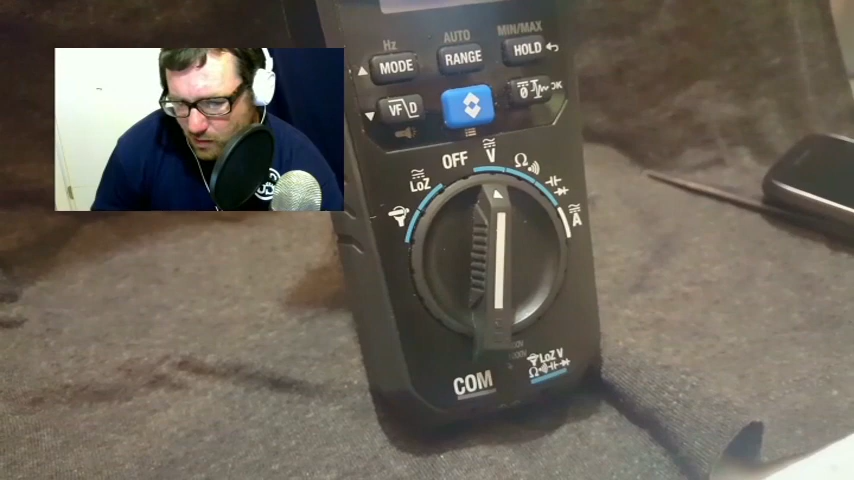 Hz AUTO MIN/MAX
MODE RANGE HOLD
VFD
OFF V Ω
LoZ
A
COM
LoZ V
Ω